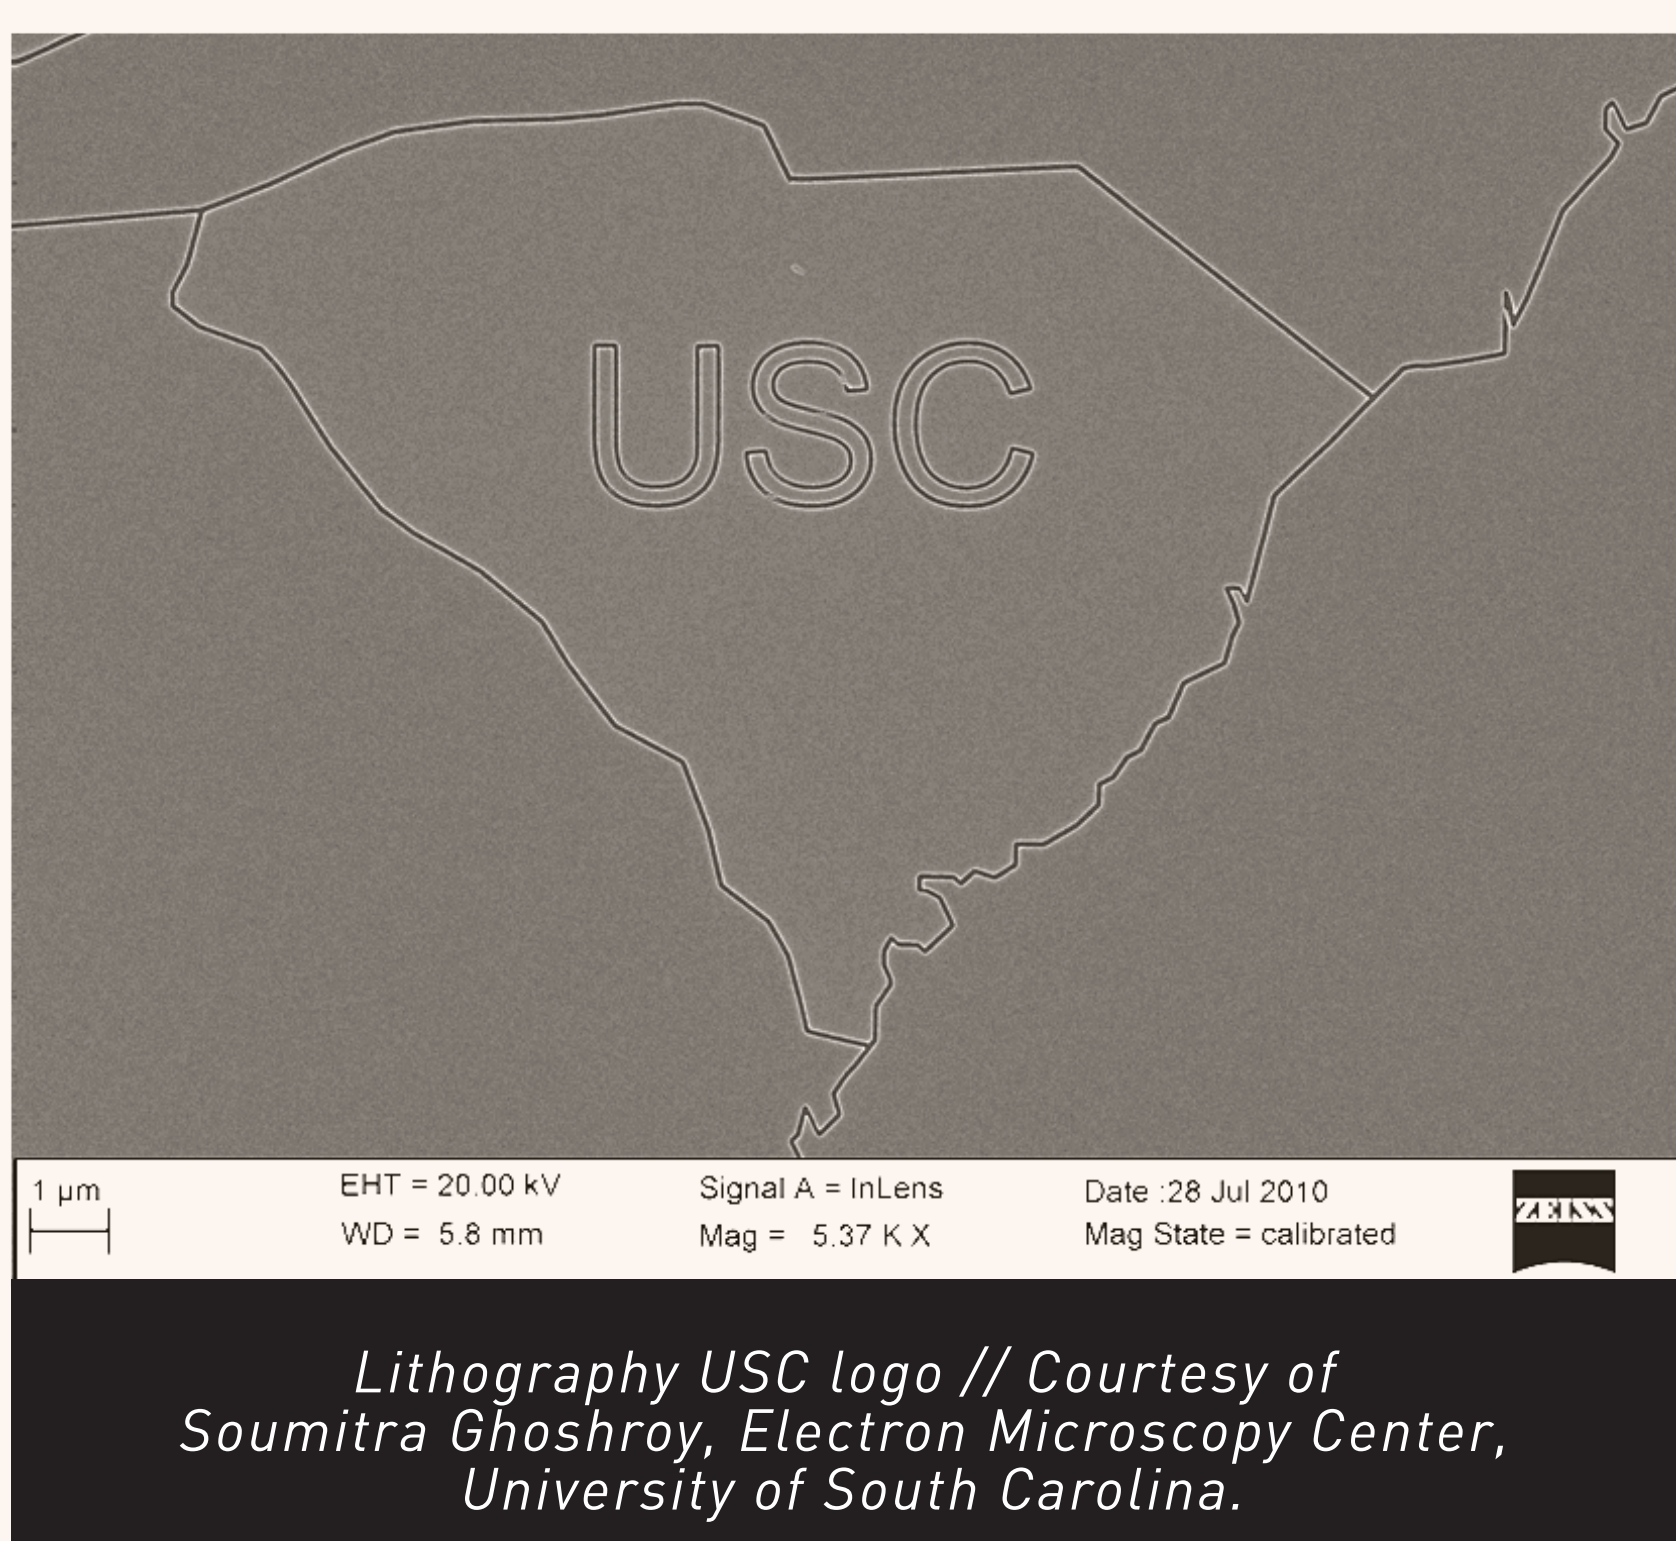 USC
1 µm
EHT = 20.00 kV
WD = 5.8 mm
Signal A = InLens
Mag = 5.37 K X
Date :28 Jul 2010
Mag State = calibrated
ZEISS
Lithography USC logo // Courtesy of
Soumitra Ghoshroy, Electron Microscopy Center,
University of South Carolina.